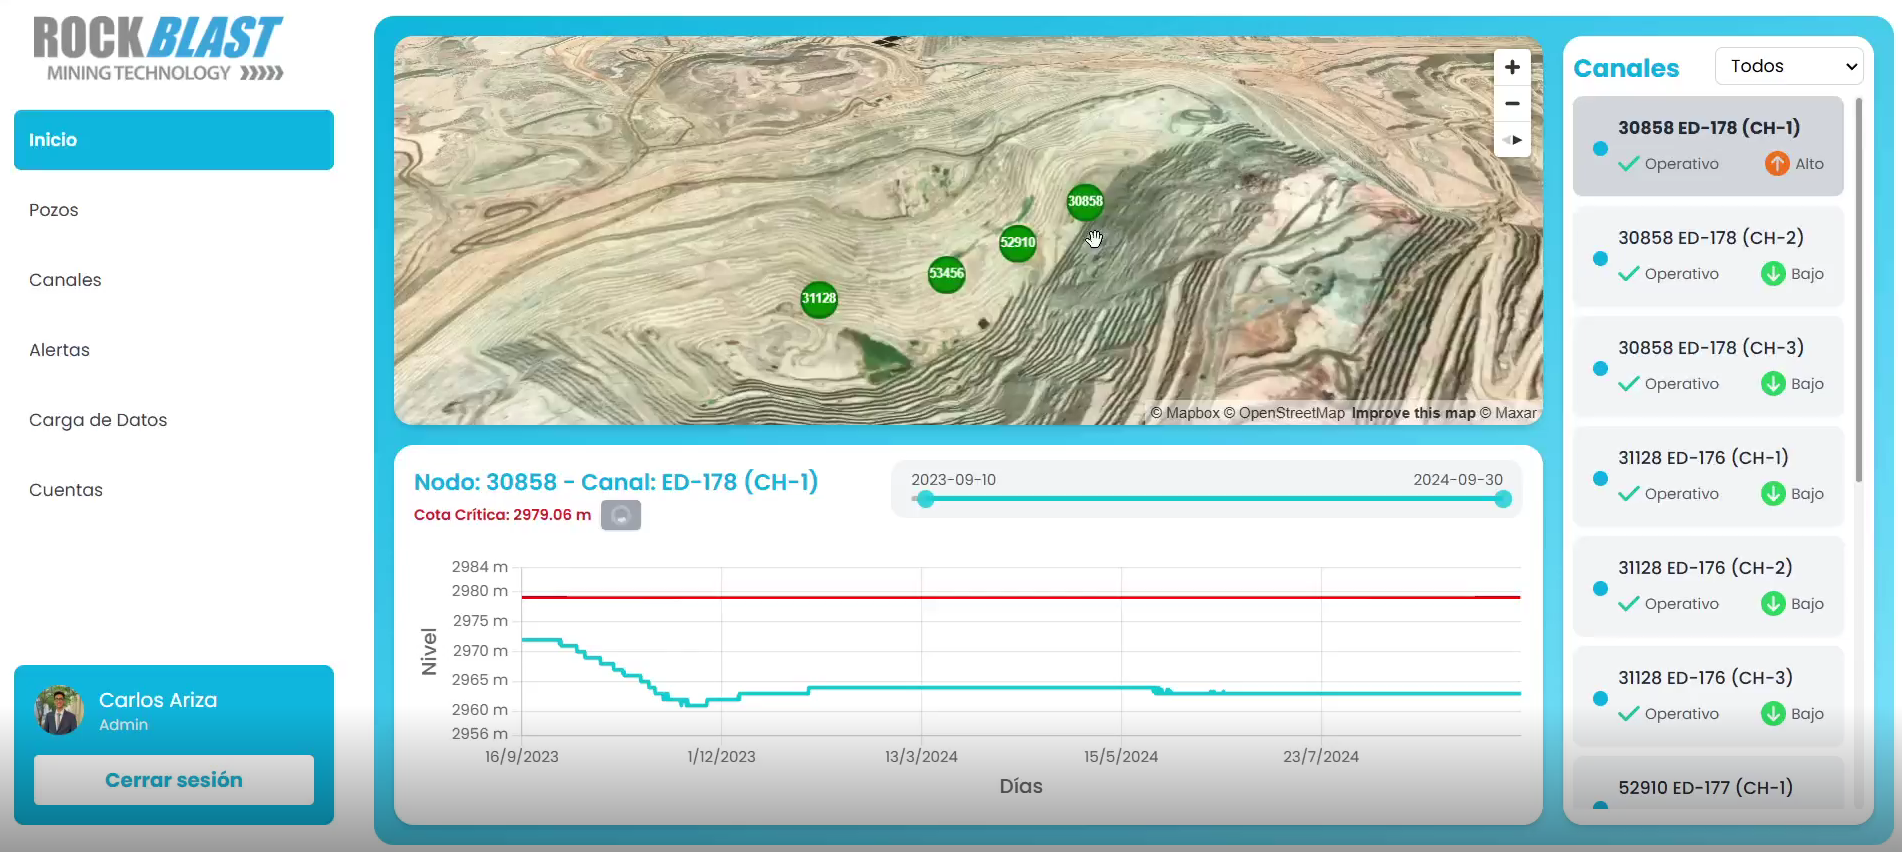 ROCKBLAST
MINING TECHNOLOGY
Inicio
Pozos
Canales
Alertas
Carga de Datos
Cuentas
Carlos Ariza
Admin
Cerrar sesión
30858
52910
53456
31128
© Mapbox © OpenStreetMap Improve this map © Maxar
Nodo: 30858 - Canal: ED-178 (CH-1)
Cota Crítica: 2979.06 m
2023-09-10
2024-09-30
Nivel
2984 m
2980 m
2975 m
2970 m
2965 m
2960 m
2956 m
16/9/2023
1/12/2023
13/3/2024
15/5/2024
23/7/2024
Días
Canales
Todos
30858 ED-178 (CH-1)
Operativo
Alto
30858 ED-178 (CH-2)
Operativo
Bajo
30858 ED-178 (CH-3)
Operativo
Bajo
31128 ED-176 (CH-1)
Operativo
Bajo
31128 ED-176 (CH-2)
Operativo
Bajo
31128 ED-176 (CH-3)
Operativo
Bajo
52910 ED-177 (CH-1)